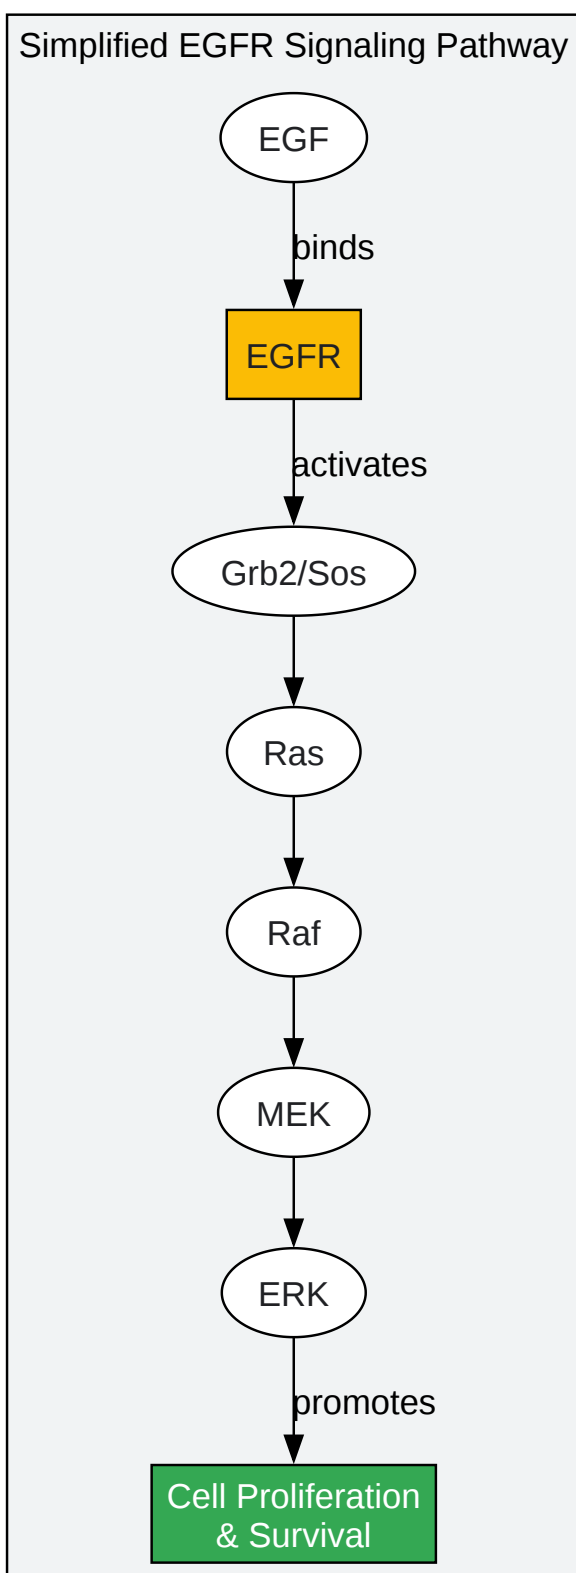 Simplified EGFR Signaling Pathway
EGF
binds
EGFR
activates
Grb2/Sos
Ras
Raf
MEK
ERK
promotes
Cell Proliferation
& Survival